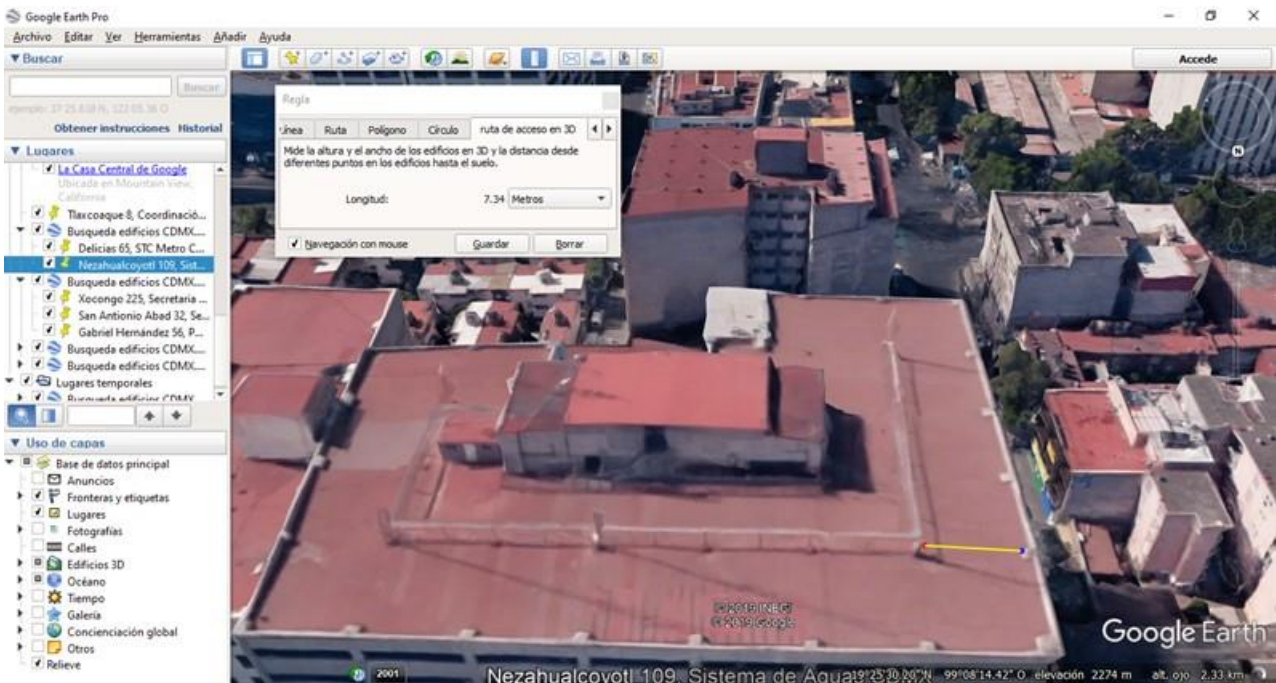 Google Earth Pro
Archivo Editar Ver Herramientas Añadir Ayuda
Buscar
Buscar
Obtener instrucciones Historial
Lugares
La Casa Central de Google
Ubicada en Mountain View,
California
Tlaxcoaque 8, Coordinació...
Busqueda edificios CDMX....
Delicias 65, STC Metro C...
Nezahualcoyotl 109, Sist...
Busqueda edificios CDMX....
Xocongo 225, Secretaria ...
San Antionio Abad 32, Se...
Gabriel Hernández 56, P...
Busqueda edificios CDMX....
Busqueda edificios CDMX....
Lugares temporales
Busqueda edificios CDMX
Uso de capas
Base de datos principal
Anuncios
Fronteras y etiquetas
Lugares
Fotografías
Calles
Edificios 3D
Océano
Tiempo
Galería
Concienciación global
Otros
Relieve
Accede
Regla
Línea Ruta Polígono Círculo ruta de acceso en 3D
Mide la altura y el ancho de los edificios en 3D y la distancia desde
diferentes puntos en los edificios hasta el suelo.
Longitud: 7.34 Metros
Navegación con mouse Guardar Borrar
N
© 2019 INEGI
© 2019 Google
Google Earth
2001 Nezahualcoyotl 109, Sistema de Aguas CDMX
19°25'30.20"N 99°08'14.42" O elevación 2274 m alt. ojo 2.33 km